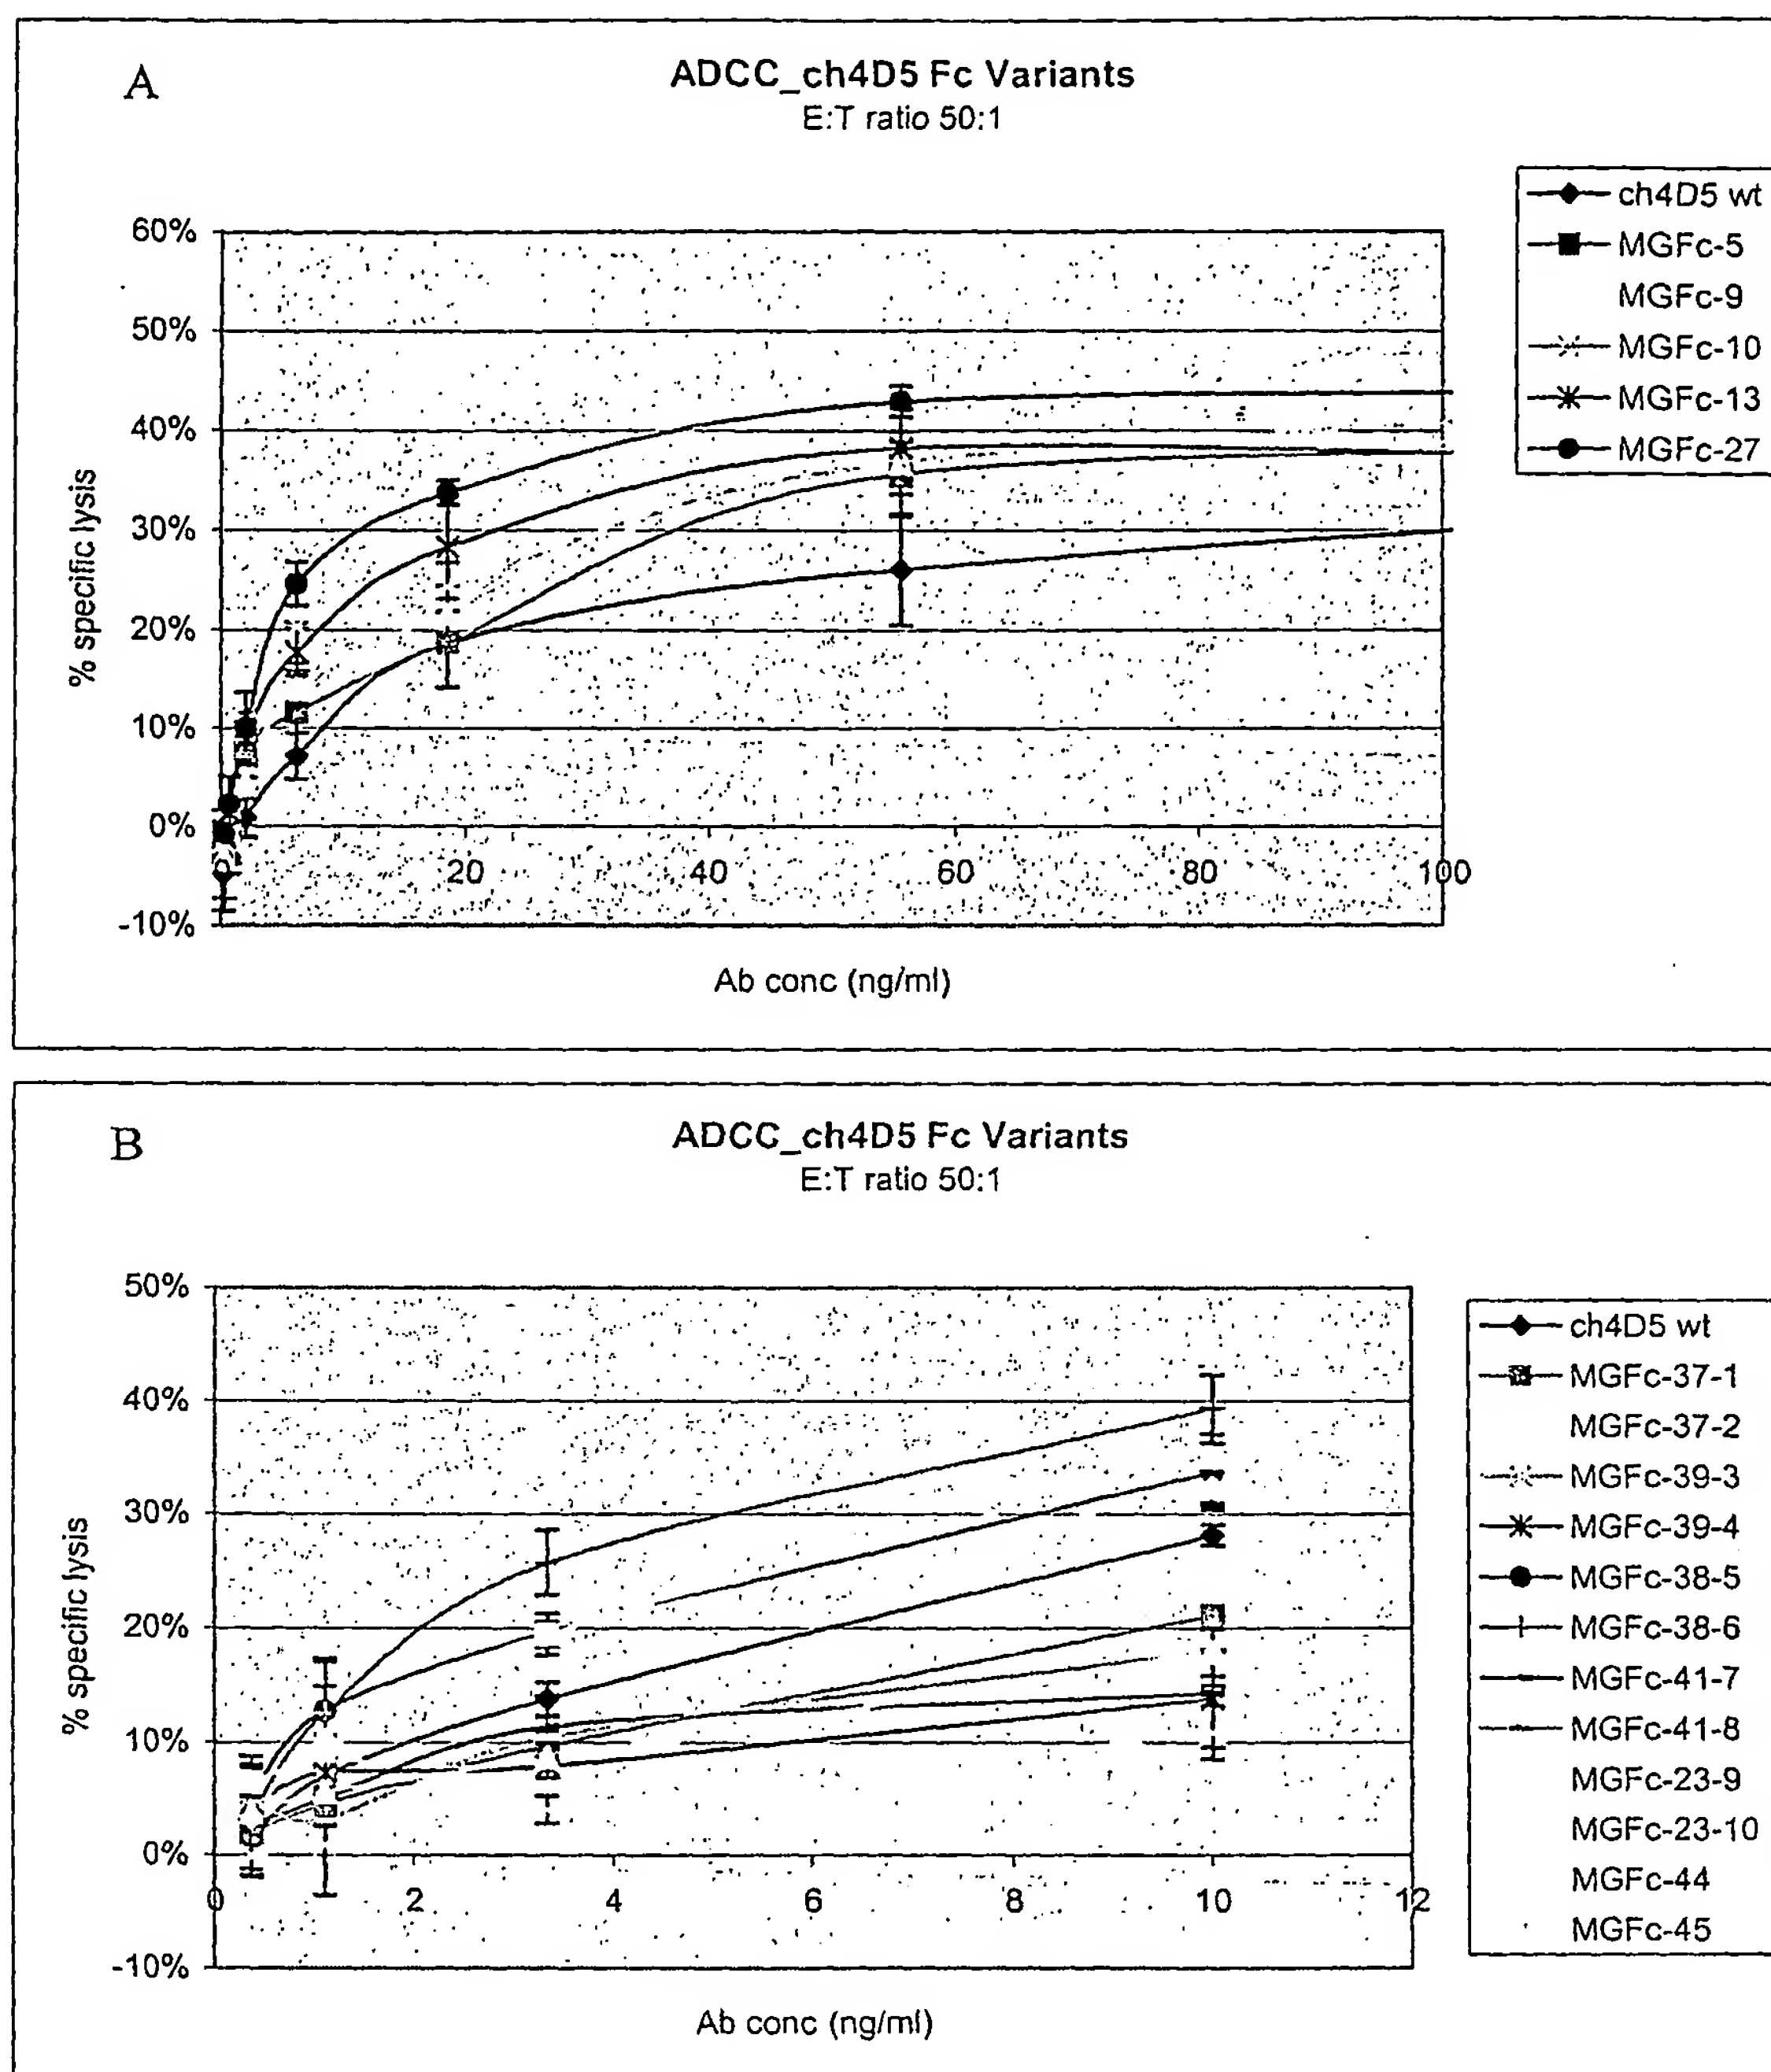 A
ADCC_ch4D5 Fc Variants
E:T ratio 50:1
ch4D5 wt
MGFc-5
MGFc-9
MGFc-10
MGFc-13
MGFc-27
60%
50%
40%
30%
20%
10%
0%
-10%
% specific lysis
0
20
40
60
80
100
Ab conc (ng/ml)
B
ADCC_ch4D5 Fc Variants
E:T ratio 50:1
ch4D5 wt
MGFc-37-1
MGFc-37-2
MGFc-39-3
MGFc-39-4
MGFc-38-5
MGFc-38-6
MGFc-41-7
MGFc-41-8
MGFc-23-9
MGFc-23-10
MGFc-44
MGFc-45
50%
40%
30%
20%
10%
0%
-10%
% specific lysis
0
2
4
6
8
10
12
Ab conc (ng/ml)